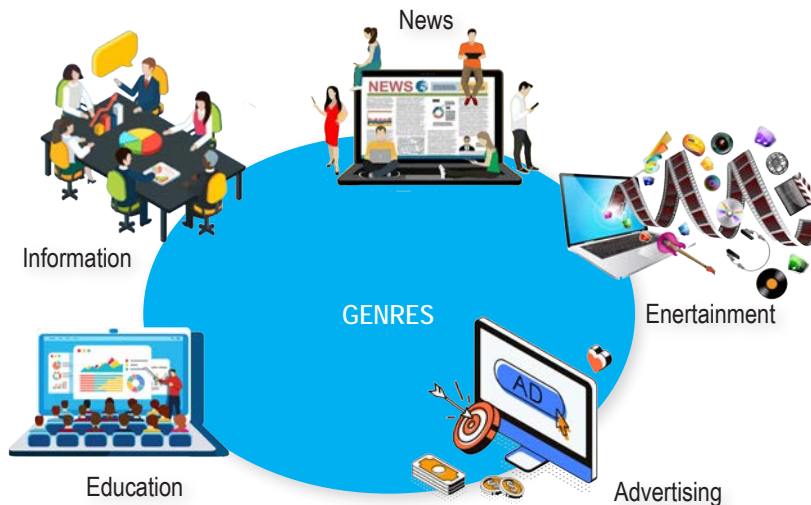 News
NEWS
Information
GENRES
Enertainment
AD
Education
Advertising